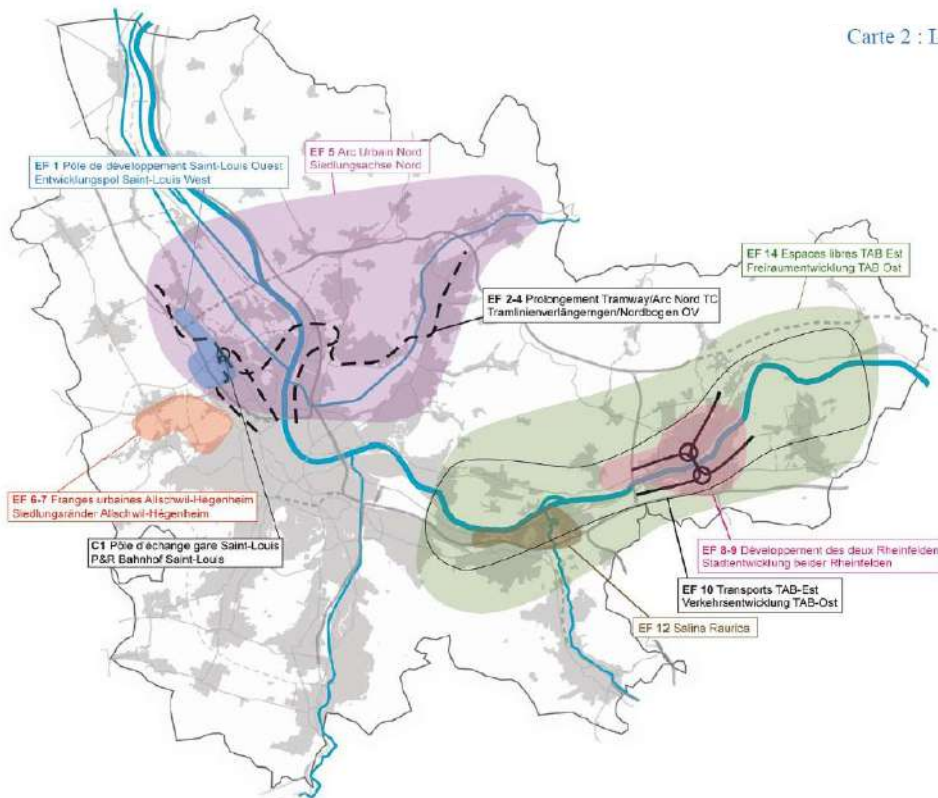 Carte 2 : L
EF 1 Pôle de développement Saint-Louis Ouest
Entwicklungspol Saint-Louis West
EF 5 Arc Urbain Nord
Siedlungsachse Nord
EF 14 Espaces libres TAB Est
Freiraumentwicklung TAB Ost
EF 2-4 Prolongement Tramway/Arc Nord TC
Tramlinienverlängerngen/Nordbogen OV
EF 6-7 Franges urbaines Allschwil-Hégenheim
Siedlungsränder Allschwil-Hégenheim
C1 Pôle d'échange gare Saint-Louis
P&R Bahnhof Saint-Louis
EF 8-9 Développement des deux Rheinfelden
Stadtentwicklung beider Rheinfelden
EF 10 Transports TAB-Est
Verkehrsentwicklung TAB-Ost
EF 12 Salina Raurica